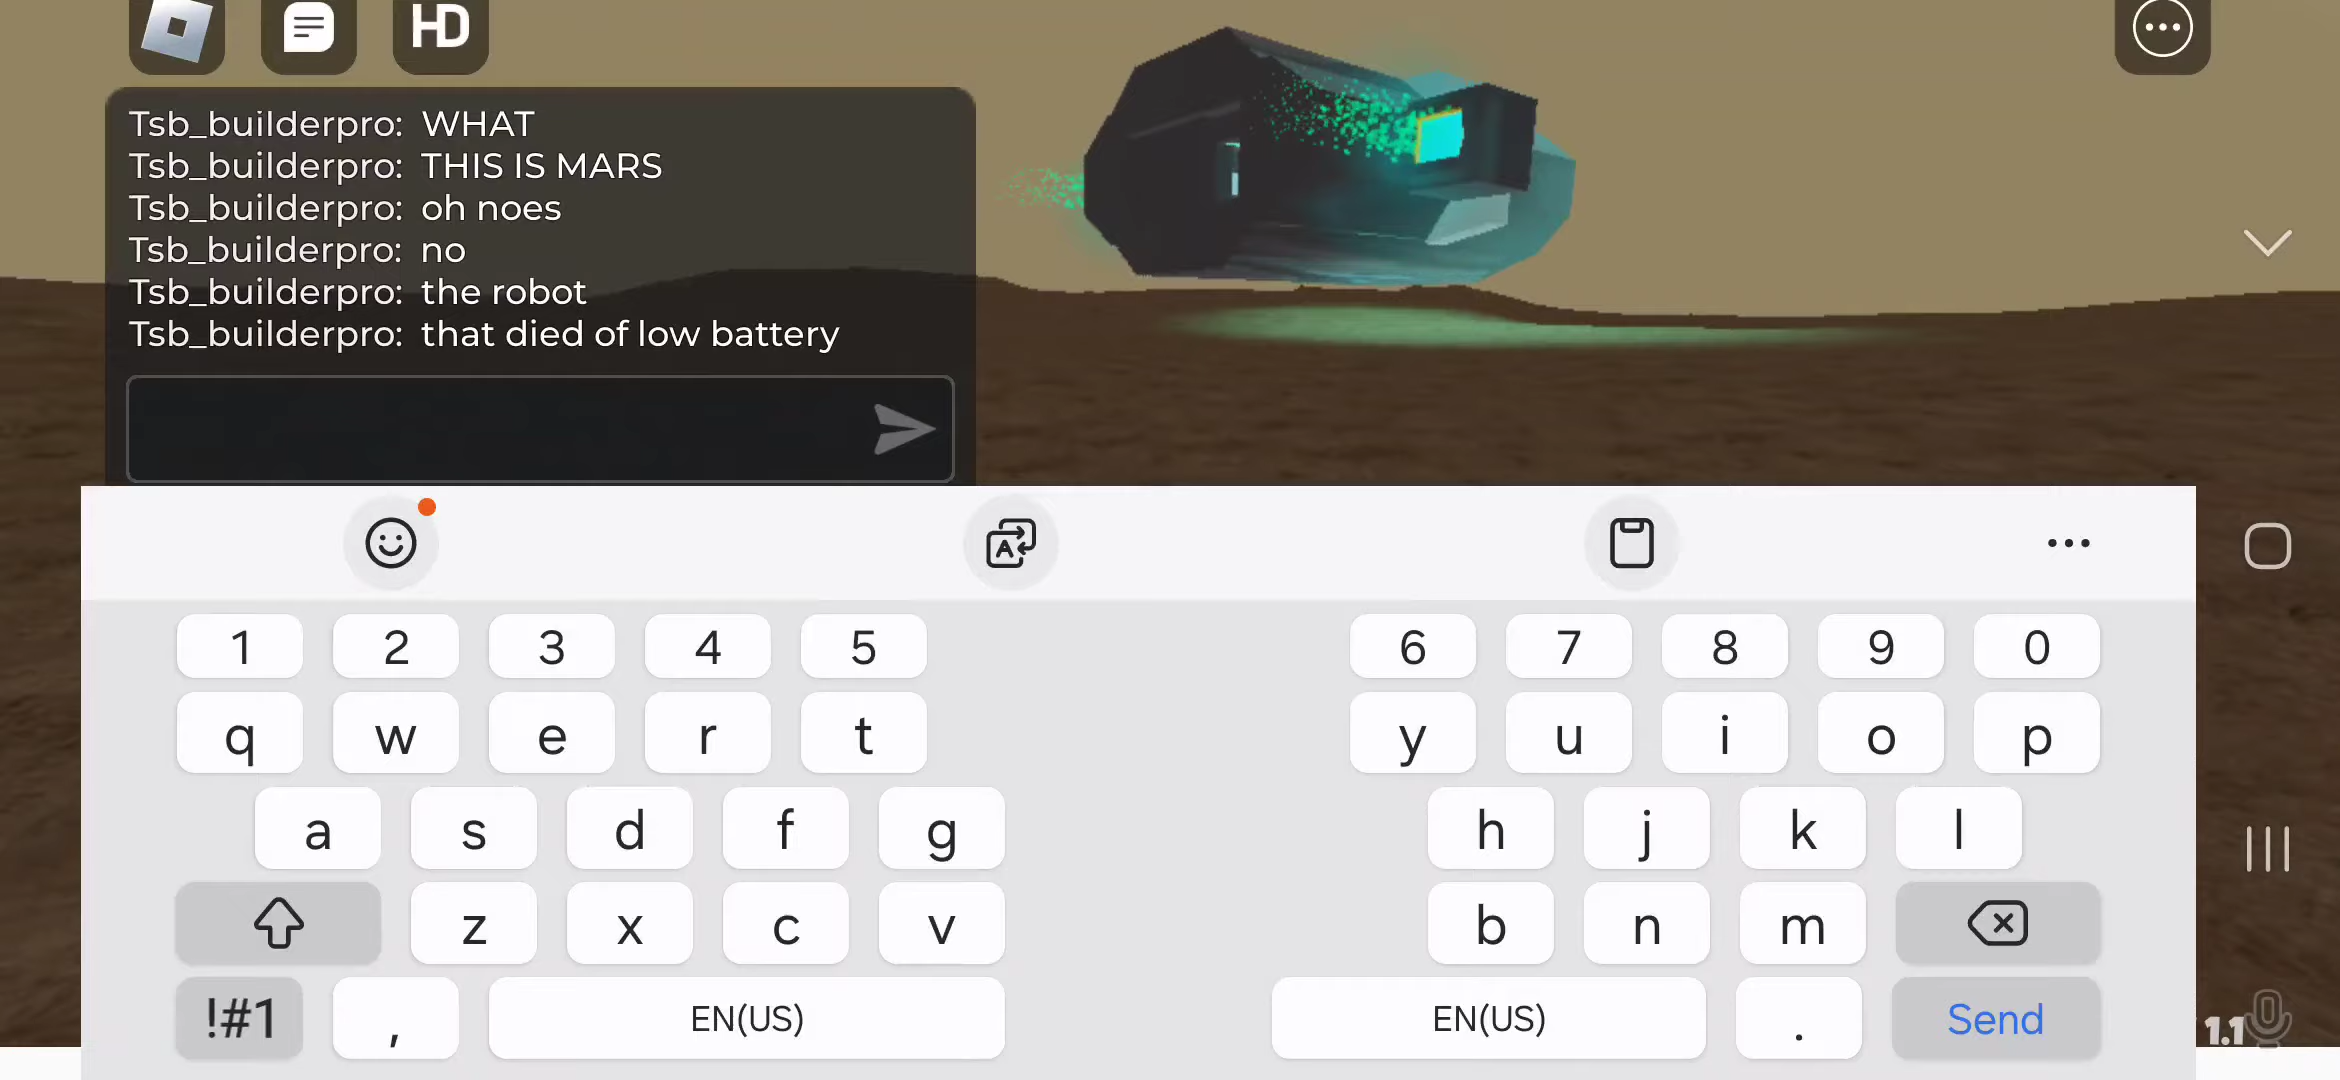 HD
Tsb_builderpro: WHAT
Tsb_builderpro: THIS IS MARS
Tsb_builderpro: oh noes
Tsb_builderpro: no
Tsb_builderpro: the robot
Tsb_builderpro: that died of low battery
1 2 3 4 5 6 7 8 9 0
q w e r t y u i o p
a s d f g h j k l
z x c v b n m
!#1 , EN(US) EN(US) . Send
1.1